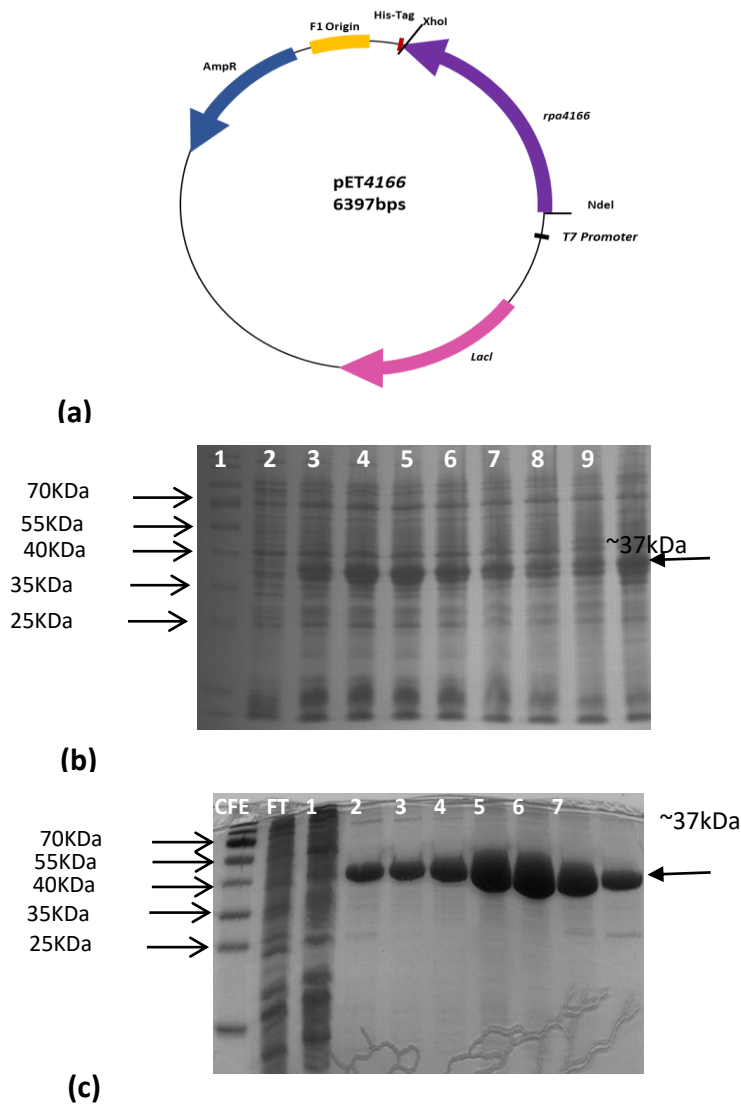 F1 Origin
His-Tag
XhoI
AmpR
rpa4166
pET4166
6397bps
NdeI
T7 Promoter
LacI
(a)
1 2 3 4 5 6 7 8 9
70KDa
55KDa
40KDa
35KDa
25KDa
~37kDa
(b)
CFE FT 1 2 3 4 5 6 7
70KDa
55KDa
40KDa
35KDa
25KDa
~37kDa
(c)